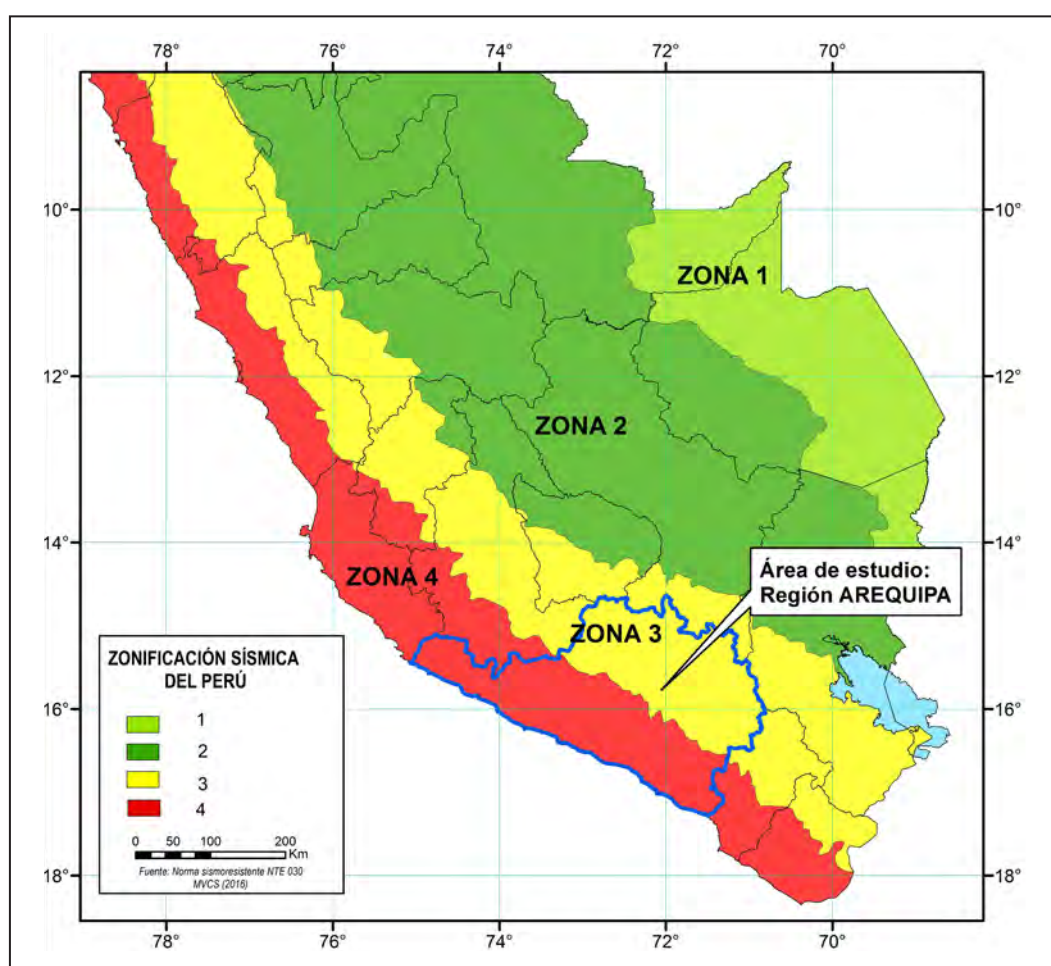 78° 76° 74° 72° 70°
10° 10°
ZONA 1
12° 12°
ZONA 2
14° 14°
Área de estudio:
Región AREQUIPA
ZONA 4
ZONA 3
ZONIFICACIÓN SÍSMICA
DEL PERÚ
1
2
3
4
0 50 100 200
Km
Fuente: Norma sismoresistente NTE 030
MVCS (2016)
16° 16°
18° 18°
78° 76° 74° 72° 70°